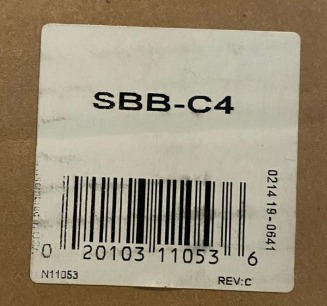 SBB-C4
0 20103 11053 6
N11053
REV:C
0214 19-0641